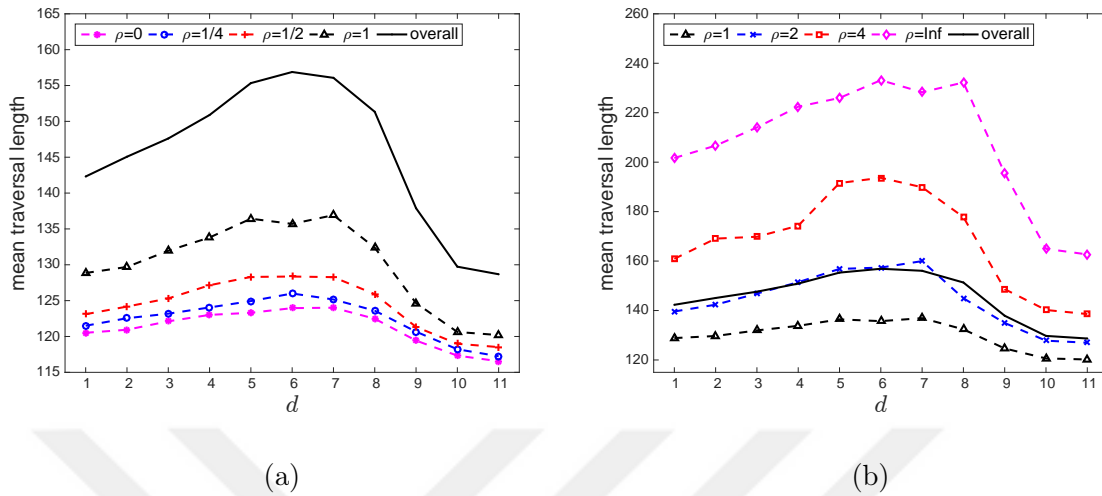 165
160
155
150
145
140
135
130
125
120
115
mean traversal length
ρ=0 ρ=1/4 ρ=1/2 ρ=1 overall
1 2 3 4 5 6 7 8 9 10 11
d
(a)
260
240
220
200
180
160
140
120
mean traversal length
ρ=1 ρ=2 ρ=4 ρ=Inf overall
1 2 3 4 5 6 7 8 9 10 11
d
(b)